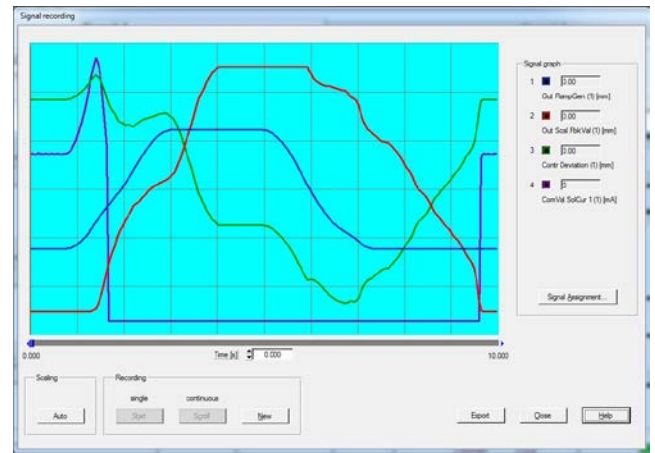 Signal recording
Signal graph
1 0.00
Out RampGen (1) [mm]
2 0.00
Out Scal FbkVal (1) [mm]
3 0.00
Contr Deviation (1) [mm]
4 0
ComVal SolCur 1 (1) [mA]
Signal Assignment...
0.000 Time [s] 0.000 10.000
Scaling Recording
single continuous
Auto Start Scroll New Export Close Help